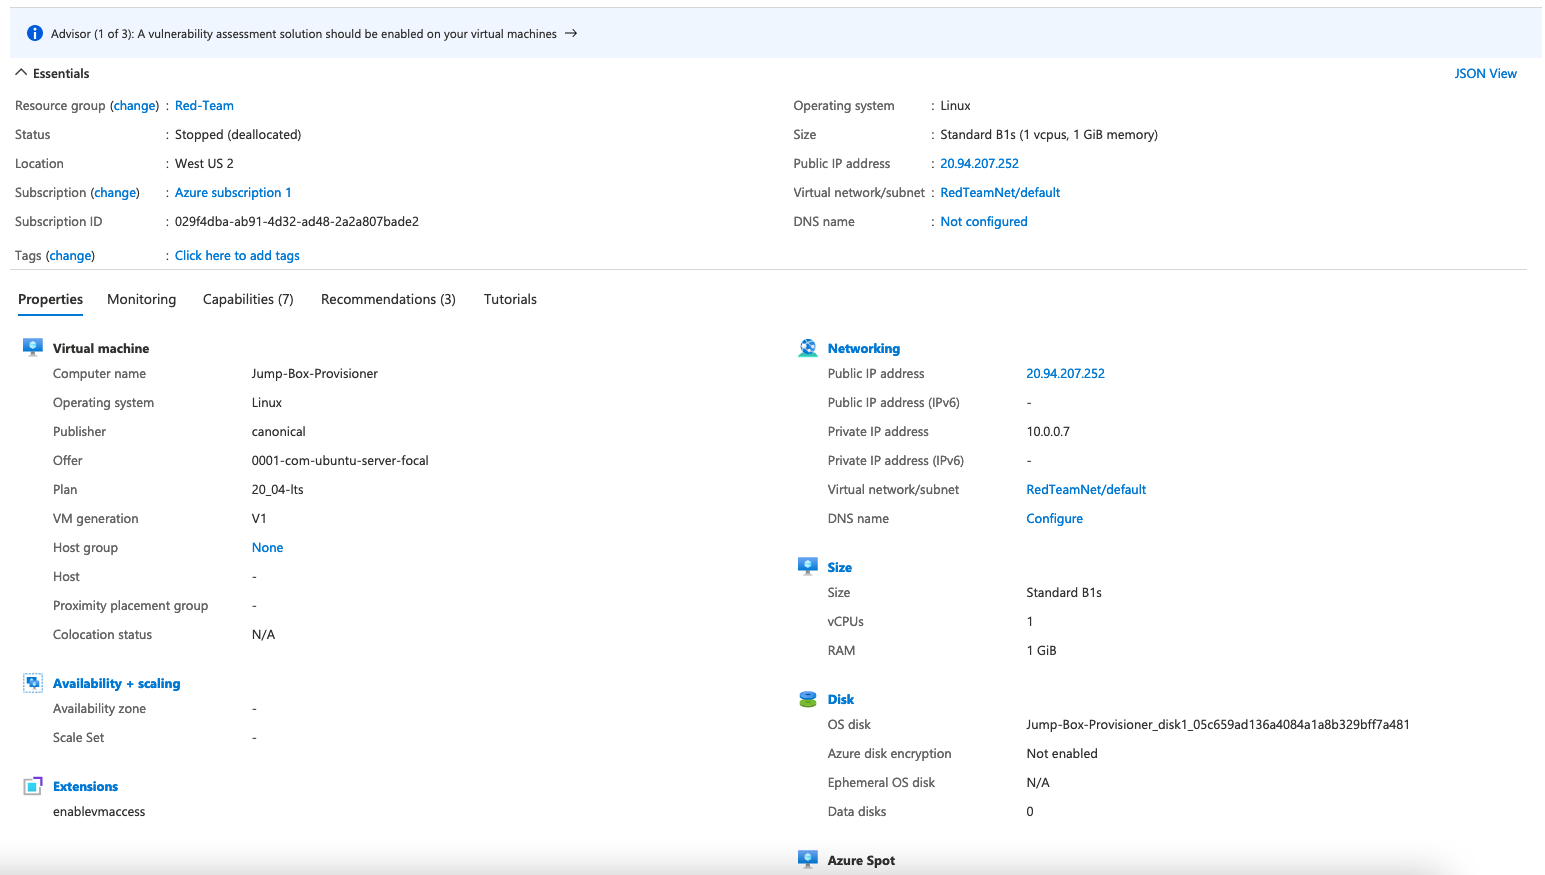 Advisor (1 of 3): A vulnerability assessment solution should be enabled on your virtual machines →
Essentials
JSON View
Resource group (change) : Red-Team
Status : Stopped (deallocated)
Location : West US 2
Subscription (change) : Azure subscription 1
Subscription ID : 029f4dba-ab91-4d32-ad48-2a2a807bade2
Tags (change) : Click here to add tags
Operating system : Linux
Size : Standard B1s (1 vcpus, 1 GiB memory)
Public IP address : 20.94.207.252
Virtual network/subnet : RedTeamNet/default
DNS name : Not configured
Properties Monitoring Capabilities (7) Recommendations (3) Tutorials
Virtual machine
Computer name Jump-Box-Provisioner
Operating system Linux
Publisher canonical
Offer 0001-com-ubuntu-server-focal
Plan 20_04-lts
VM generation V1
Host group None
Host -
Proximity placement group -
Colocation status N/A
Availability + scaling
Availability zone -
Scale Set -
Extensions
enablevmaccess
Networking
Public IP address 20.94.207.252
Public IP address (IPv6) -
Private IP address 10.0.0.7
Private IP address (IPv6) -
Virtual network/subnet RedTeamNet/default
DNS name Configure
Size
Size Standard B1s
vCPUs 1
RAM 1 GiB
Disk
OS disk Jump-Box-Provisioner_disk1_05c659ad136a4084a1a8b329bff7a481
Azure disk encryption Not enabled
Ephemeral OS disk N/A
Data disks 0
Azure Spot